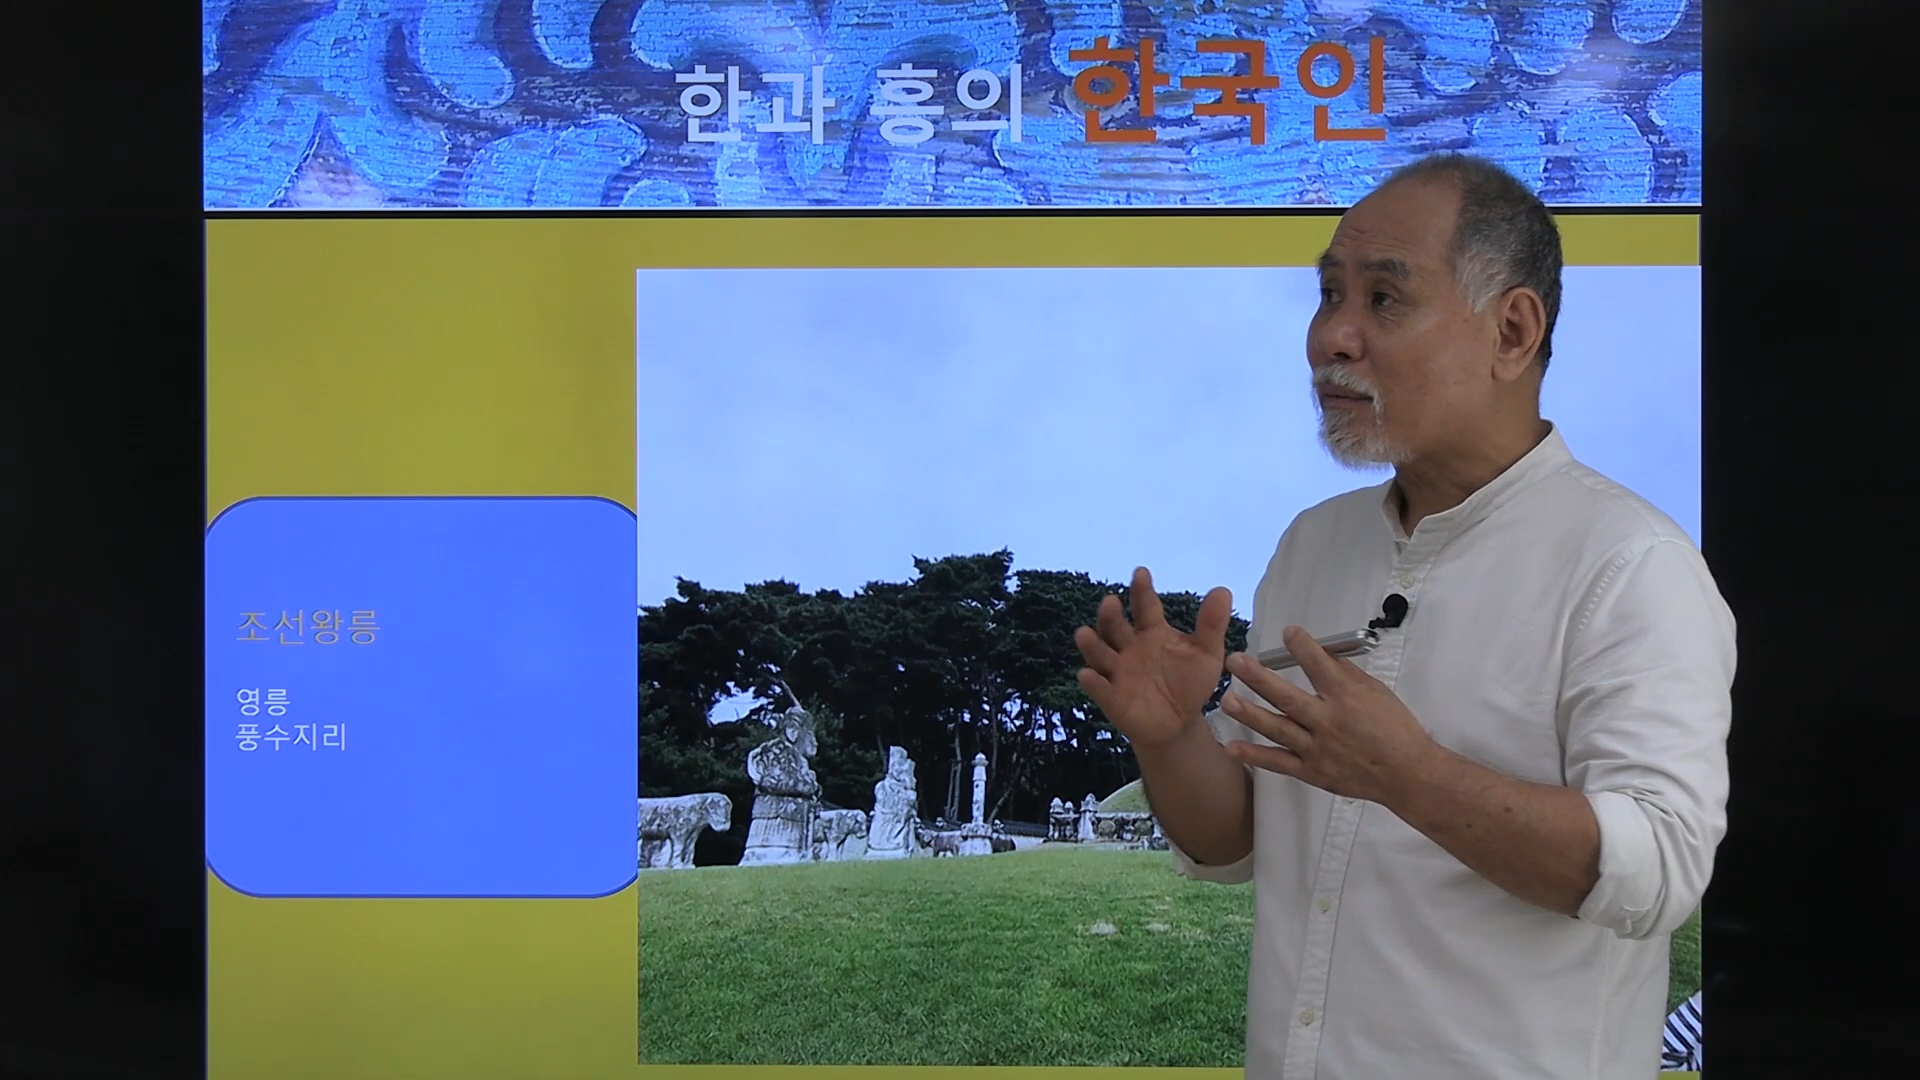 한과 흥의 한국인
조선왕릉
영릉
풍수지리